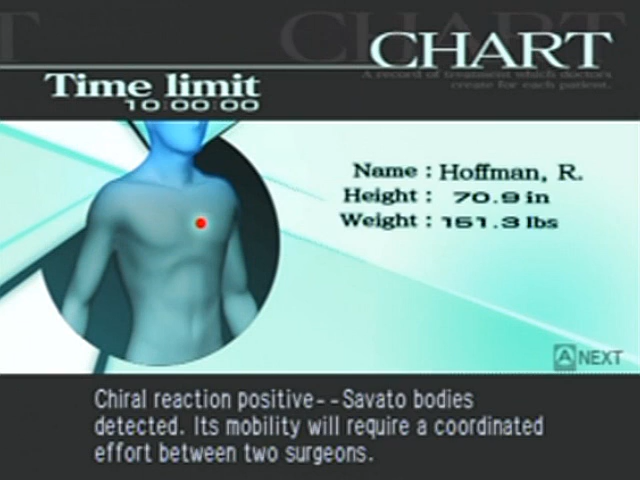 CHART
A record of treatment which doctors
create for each patient.
Time limit
10:00:00
Name : Hoffman, R.
Height : 70.9 in
Weight : 151.3 lbs
A NEXT
Chiral reaction positive--Savato bodies
detected. Its mobility will require a coordinated
effort between two surgeons.